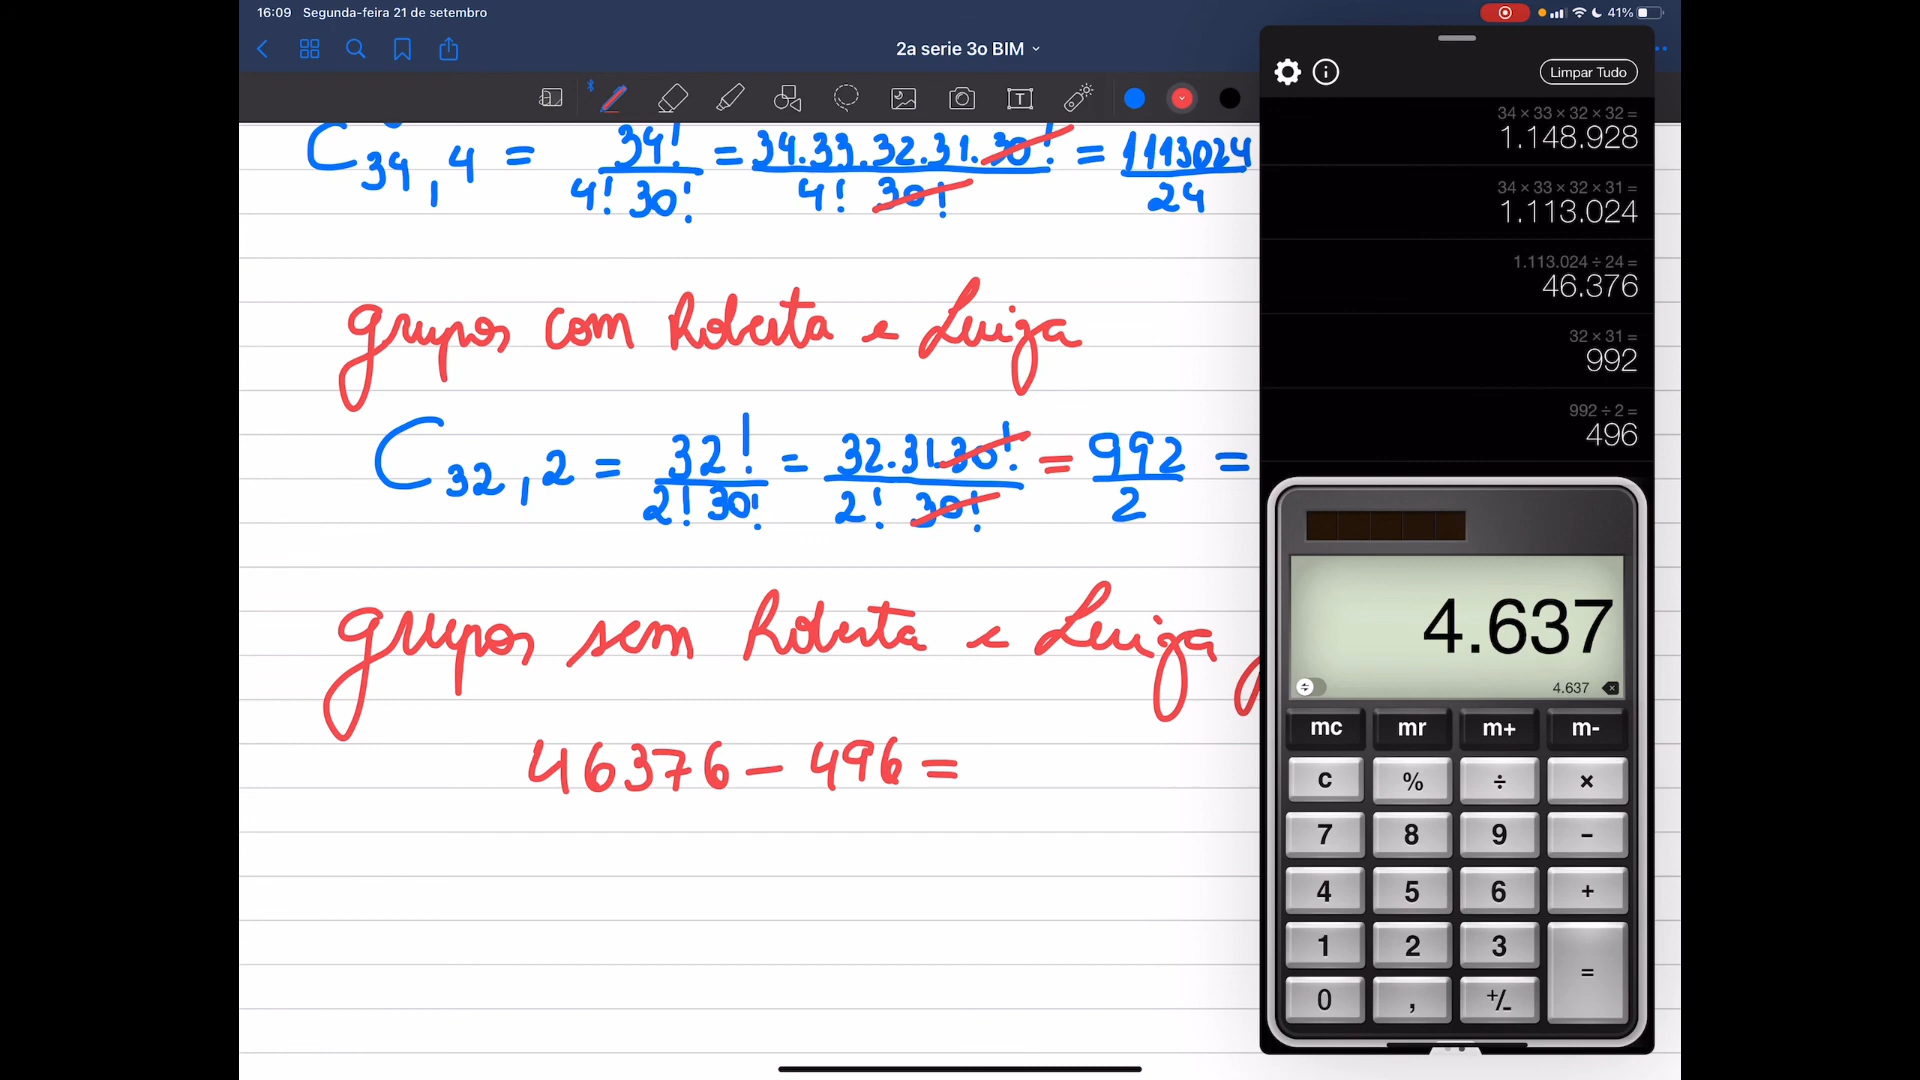 16:09 Segunda-feira 21 de setembro
41%
2a serie 3o BIM
Limpar Tudo
34 × 33 × 32 × 32 =
1.148.928
34 × 33 × 32 × 31 =
1.113.024
1.113.024 ÷ 24 =
46.376
32 × 31 =
992
992 ÷ 2 =
496
C34,4 = 34!/4! 30! = 34.33.32.31.30!/4! 30! = 1113024/24
grupos com Roberta e Luiza
C32,2 = 32!/2! 30! = 32.31.30!/2! 30! = 992/2 =
grupos sem Roberta e Luiza
46376 – 496 =
4.637
4.637
mc mr m+ m-
c % ÷ ×
7 8 9 −
4 5 6 +
1 2 3 =
0 , +/-